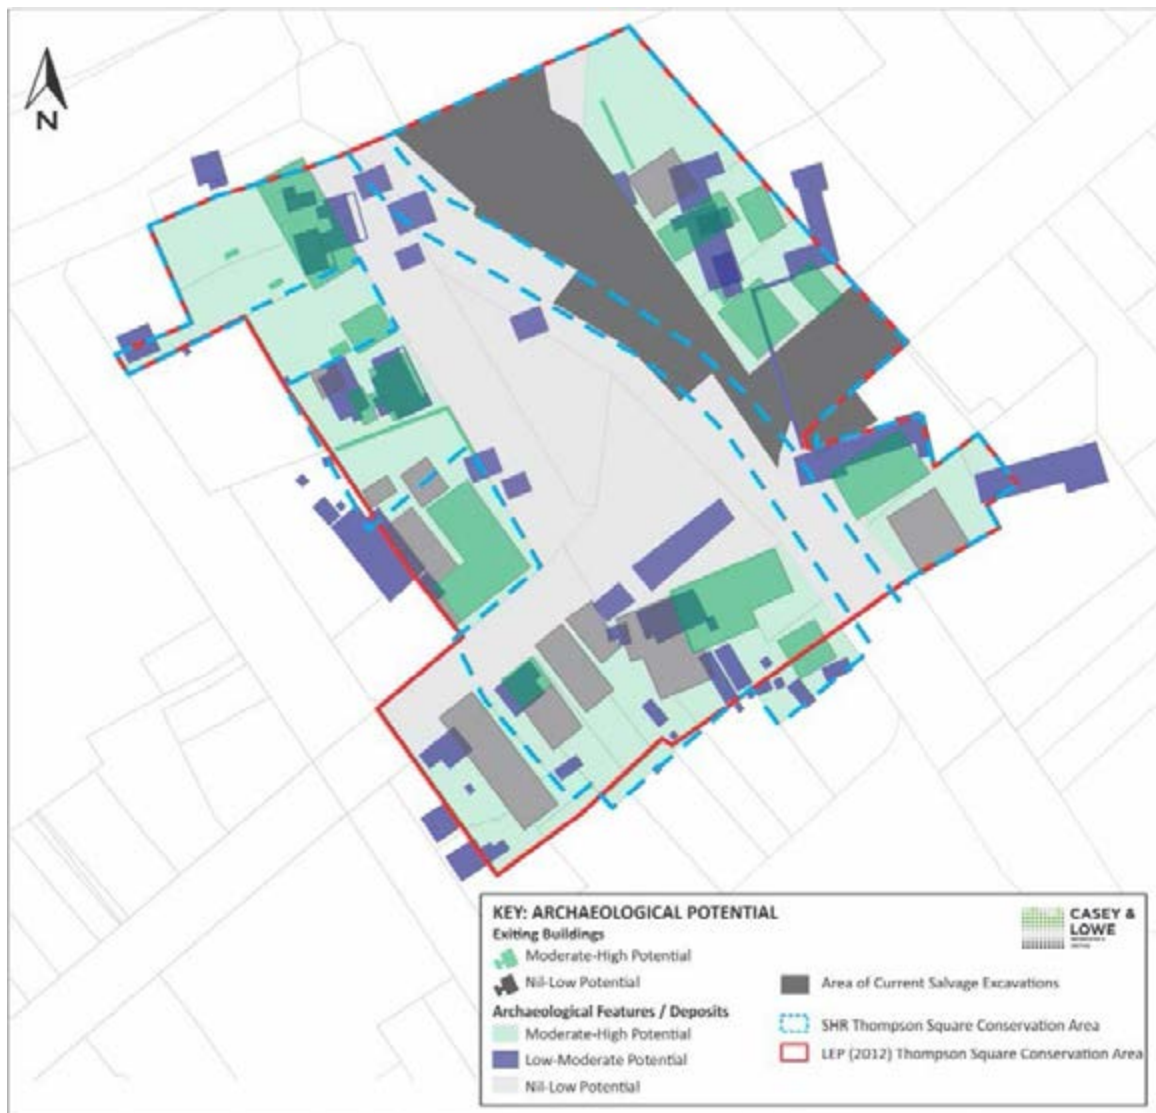 N
KEY: ARCHAEOLOGICAL POTENTIAL
Exiting Buildings
Moderate-High Potential
Nil-Low Potential
Archaeological Features / Deposits
Moderate-High Potential
Low-Moderate Potential
Nil-Low Potential
CASEY &
LOWE
Area of Current Salvage Excavations
SHR Thompson Square Conservation Area
LEP (2012) Thompson Square Conservation Area